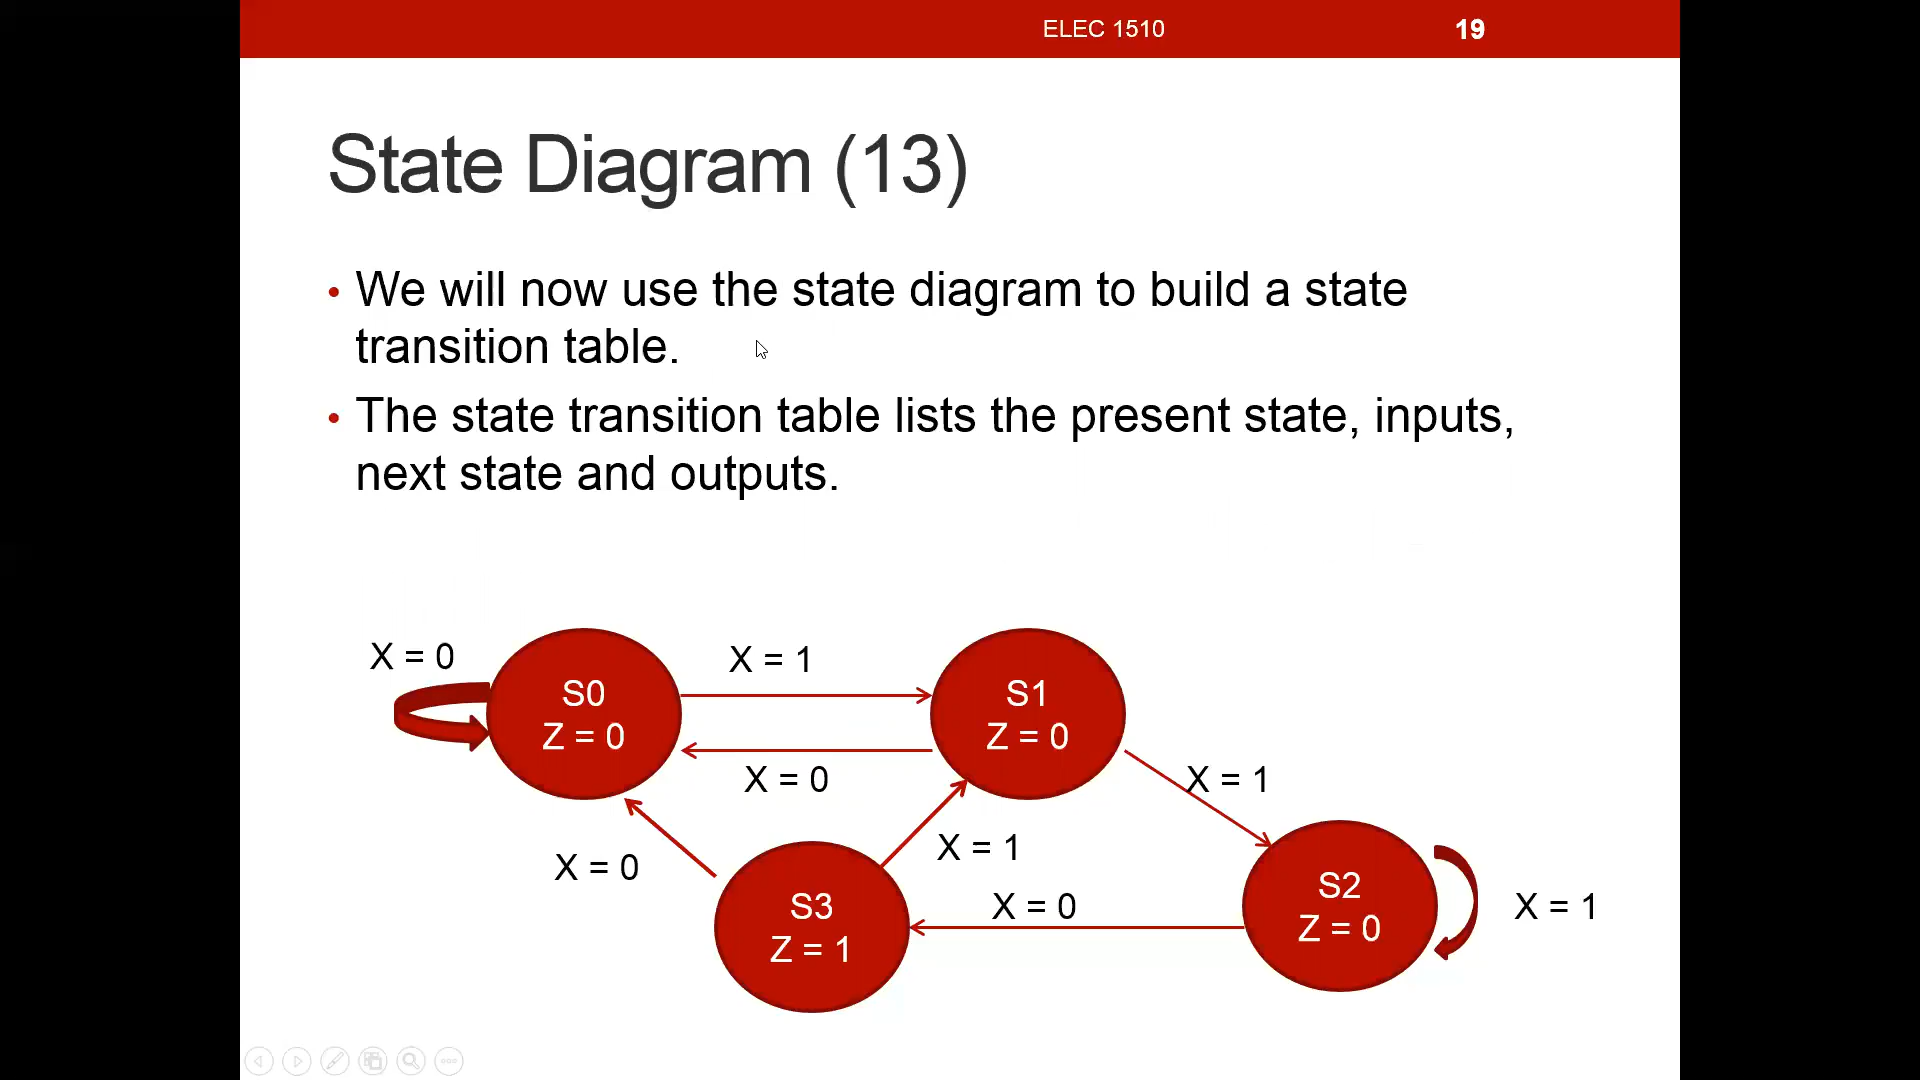 ELEC 1510
19
State Diagram (13)
• We will now use the state diagram to build a state
transition table.
• The state transition table lists the present state, inputs,
next state and outputs.
X = 0
S0
Z = 0
X = 1
X = 0
S1
Z = 0
X = 1
X = 0
X = 1
S3
Z = 1
X = 0
S2
Z = 0
X = 1